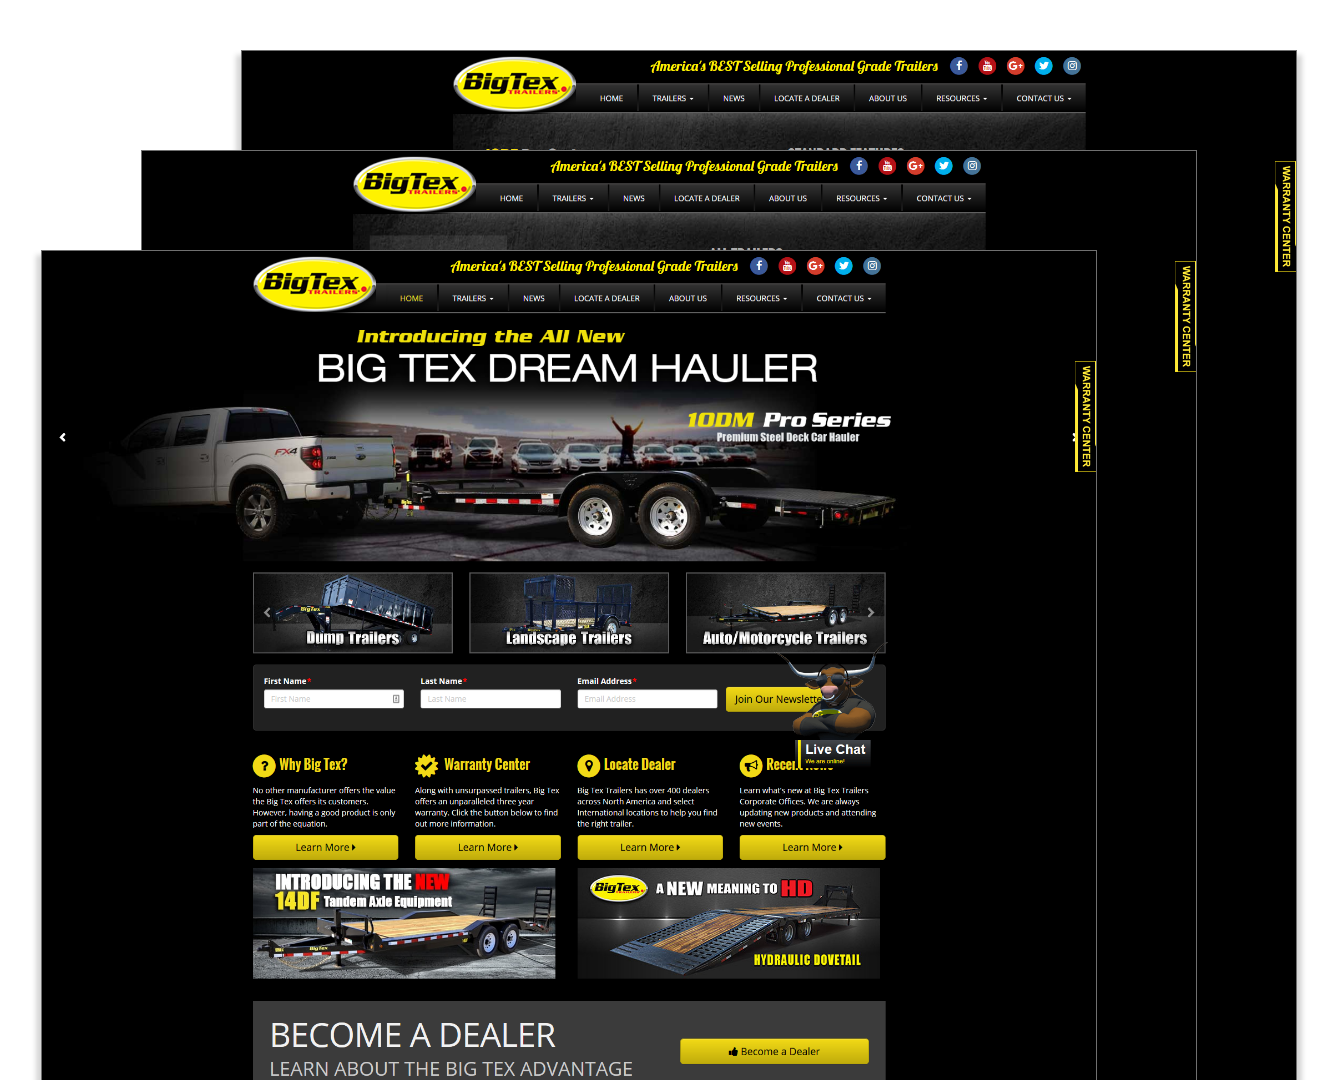 America's BEST Selling Professional Grade Trailers
BigTex
TRAILERS
HOME
TRAILERS
NEWS
LOCATE A DEALER
ABOUT US
RESOURCES
CONTACT US
WARRANTY CENTER
America's BEST Selling Professional Grade Trailers
BigTex
TRAILERS
HOME
TRAILERS
NEWS
LOCATE A DEALER
ABOUT US
RESOURCES
CONTACT US
WARRANTY CENTER
America's BEST Selling Professional Grade Trailers
BigTex
TRAILERS
HOME
TRAILERS
NEWS
LOCATE A DEALER
ABOUT US
RESOURCES
CONTACT US
WARRANTY CENTER
Introducing the All New
BIG TEX DREAM HAULER
10DM Pro Series
Premium Steel Deck Car Hauler
FX4
BigTex
Dump Trailers
Landscape Trailers
Auto/Motorcycle Trailers
First Name*
Last Name*
Email Address*
First Name
Last Name
Email Address
Join Our Newslette
Live Chat
We are online!
Why Big Tex?
No other manufacturer offers the value
the Big Tex offers its customers.
However, having a good product is only
part of the equation.
Learn More
Warranty Center
Along with unsurpassed trailers, Big Tex
offers an unparalleled three year
warranty. Click the button below to find
out more information.
Learn More
Locate Dealer
Big Tex Trailers has over 400 dealers
across North America and select
International locations to help you find
the right trailer.
Learn More
Recent News
Learn what's new at Big Tex Trailers
Corporate Offices. We are always
updating new products and attending
new events.
Learn More
INTRODUCING THE NEW
14DF Tandem Axle Equipment
BigTex
BigTex
A NEW MEANING TO HD
HYDRAULIC DOVETAIL
BECOME A DEALER
LEARN ABOUT THE BIG TEX ADVANTAGE
Become a Dealer